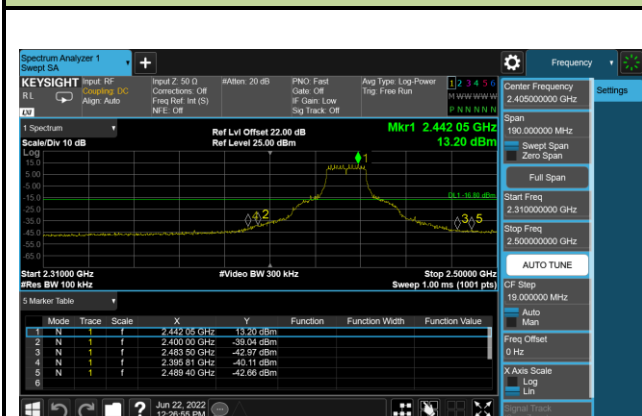 Spectrum Analyzer 1
Swept SA
Frequency
KEYSIGHT
RL
LXI
Input: RF
Coupling: DC
Align: Auto
Input Z: 50 Ω
Corrections: Off
Freq Ref: Int (S)
NFE: Off
#Atten: 20 dB
PNO: Fast
Gate: Off
IF Gain: Low
Sig Track: Off
Avg Type: Log-Power
Trig: Free Run
1 2 3 4 5 6
M W W W W W
P N N N N N
Center Frequency
2.405000000 GHz
Settings
Span
190.000000 MHz
Swept Span
Zero Span
Full Span
Start Freq
2.310000000 GHz
Stop Freq
2.500000000 GHz
AUTO TUNE
CF Step
19.000000 MHz
Auto
Man
Freq Offset
0 Hz
X Axis Scale
Log
Lin
Signal Track
1 Spectrum
Scale/Div 10 dB
Ref Lvl Offset 22.00 dB
Ref Level 25.00 dBm
Mkr1 2.442 05 GHz
13.20 dBm
Log
15.0
5.00
-5.00
-15.0
-25.0
-35.0
-45.0
-55.0
-65.0
1
DL1 -16.80 dBm
4 2
3 5
Start 2.31000 GHz
#Video BW 300 kHz
Stop 2.50000 GHz
#Res BW 100 kHz
Sweep 1.00 ms (1001 pts)
5 Marker Table
Mode Trace Scale X Y Function Function Width Function Value
1 N 1 f 2.442 05 GHz 13.20 dBm
2 N 1 f 2.400 00 GHz -39.04 dBm
3 N 1 f 2.483 50 GHz -42.97 dBm
4 N 1 f 2.395 81 GHz -40.11 dBm
5 N 1 f 2.489 40 GHz -42.66 dBm
6
Jun 22, 2022
12:26:55 PM